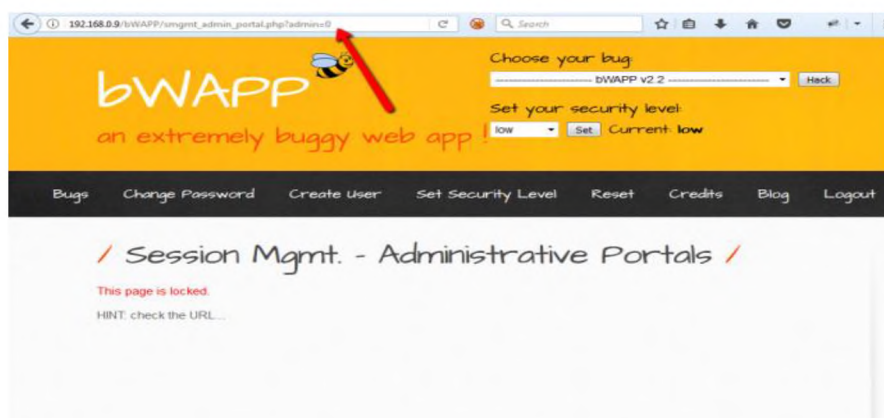 192.168.0.9/bWAPP/smgmt_admin_portal.php?admin=0
Search
bWAPP
an extremely buggy web app !
Choose your bug:
bWAPP v2.2
Hack
Set your security level:
low
Set
Current: low
Bugs
Change Password
Create User
Set Security Level
Reset
Credits
Blog
Logout
/ Session Mgmt. - Administrative Portals /
This page is locked.
HINT: check the URL...